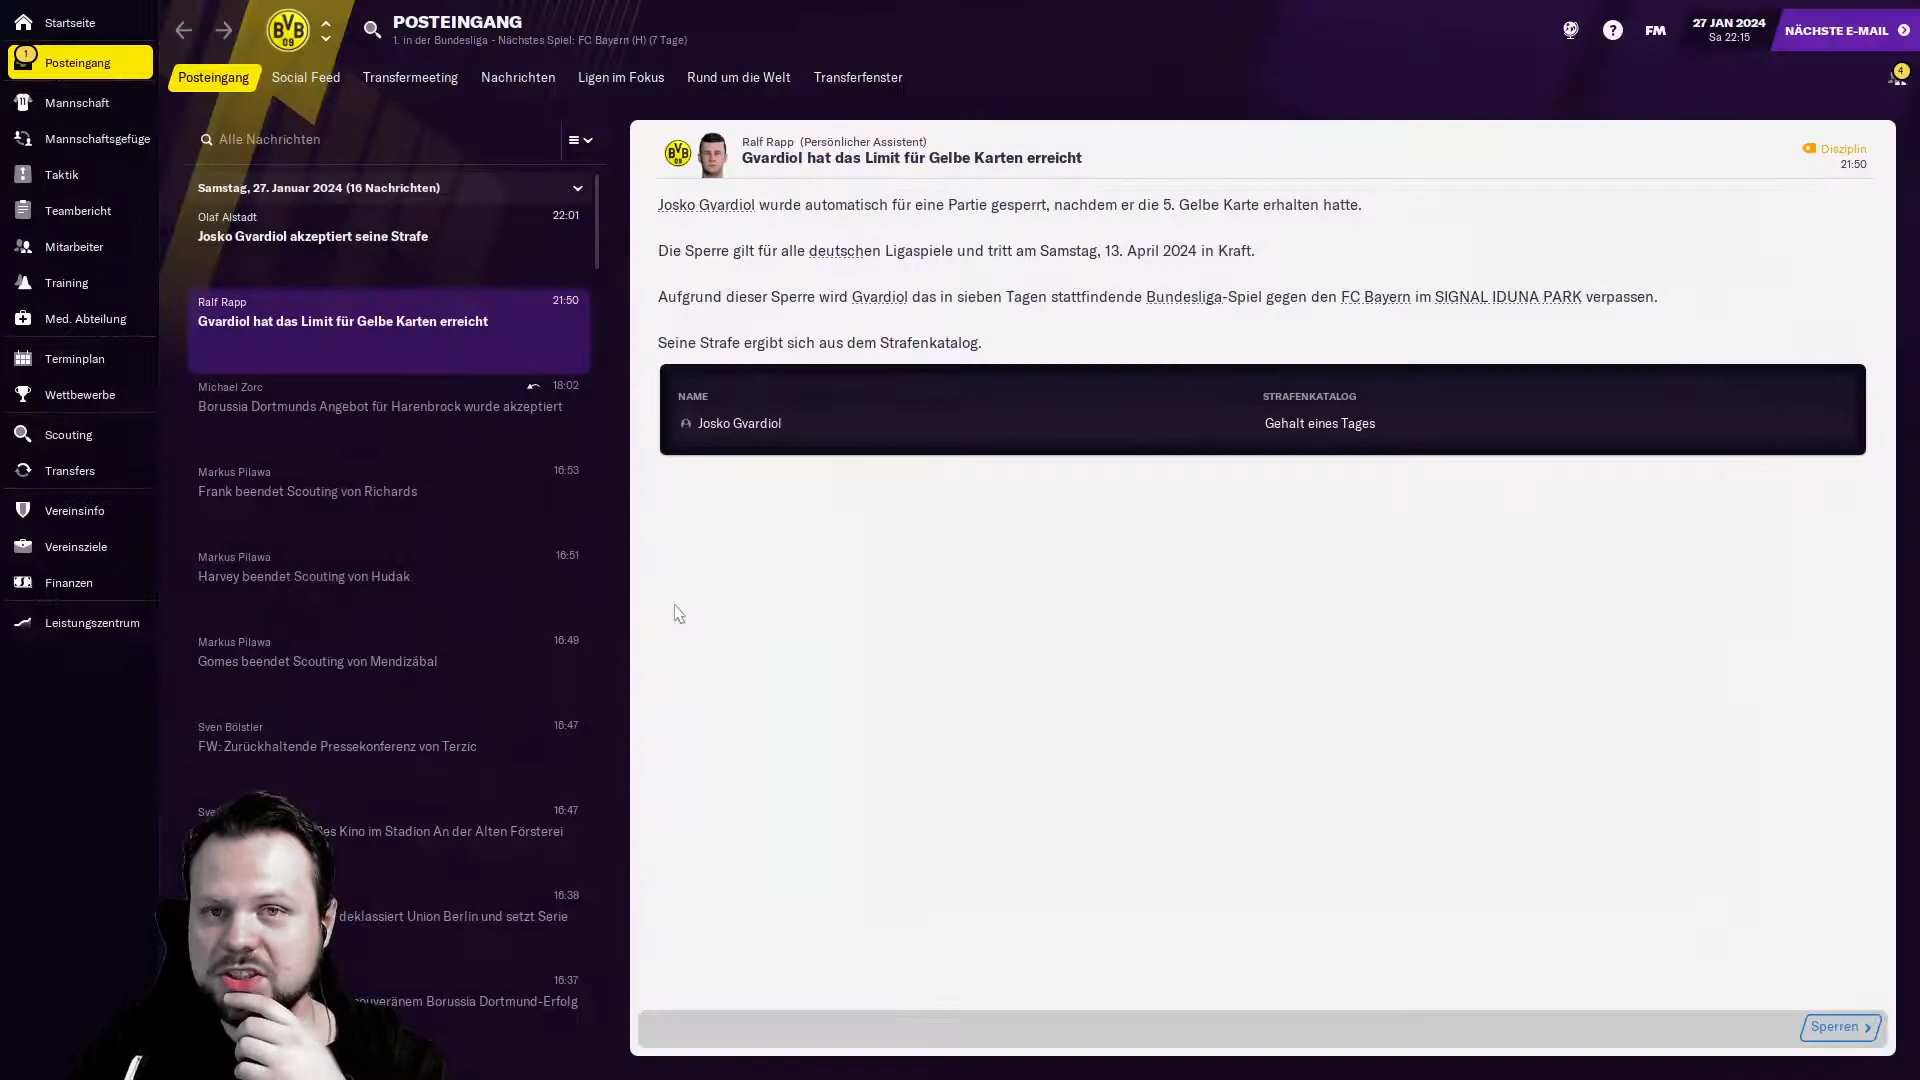 Startseite
1
Posteingang
Mannschaft
Mannschaftsgefüge
Taktik
Teambericht
Mitarbeiter
Training
Med. Abteilung
Terminplan
Wettbewerbe
Scouting
Transfers
Vereinsinfo
Vereinsziele
Finanzen
Leistungszentrum
BVB
09
POSTEINGANG
1. in der Bundesliga - Nächstes Spiel: FC Bayern (H) (7 Tage)
?
FM
27 JAN 2024
Sa 22:15
NÄCHSTE E-MAIL
4
Posteingang Social Feed Transfermeeting Nachrichten Ligen im Fokus Rund um die Welt Transferfenster
Alle Nachrichten
Samstag, 27. Januar 2024 (16 Nachrichten)
Olaf Alstadt 22:01
Josko Gvardiol akzeptiert seine Strafe
Ralf Rapp 21:50
Gvardiol hat das Limit für Gelbe Karten erreicht
Michael Zorc 18:02
Borussia Dortmunds Angebot für Harenbrock wurde akzeptiert
Markus Pilawa 16:53
Frank beendet Scouting von Richards
Markus Pilawa 16:51
Harvey beendet Scouting von Hudak
Markus Pilawa 16:49
Gomes beendet Scouting von Mendizábal
Sven Bölstler 16:47
FW: Zurückhaltende Pressekonferenz von Terzic
16:47
Kino im Stadion An der Alten Försterei
16:38
deklassiert Union Berlin und setzt Serie
16:37
Borussia Dortmund-Erfolg
BVB
09
Ralf Rapp (Persönlicher Assistent)
Gvardiol hat das Limit für Gelbe Karten erreicht
Disziplin
21:50
Josko Gvardiol wurde automatisch für eine Partie gesperrt, nachdem er die 5. Gelbe Karte erhalten hatte.
Die Sperre gilt für alle deutschen Ligaspiele und tritt am Samstag, 13. April 2024 in Kraft.
Aufgrund dieser Sperre wird Gvardiol das in sieben Tagen stattfindende Bundesliga-Spiel gegen den FC Bayern im SIGNAL IDUNA PARK verpassen.
Seine Strafe ergibt sich aus dem Strafenkatalog.
NAME STRAFENKATALOG
Josko Gvardiol Gehalt eines Tages
Sperren